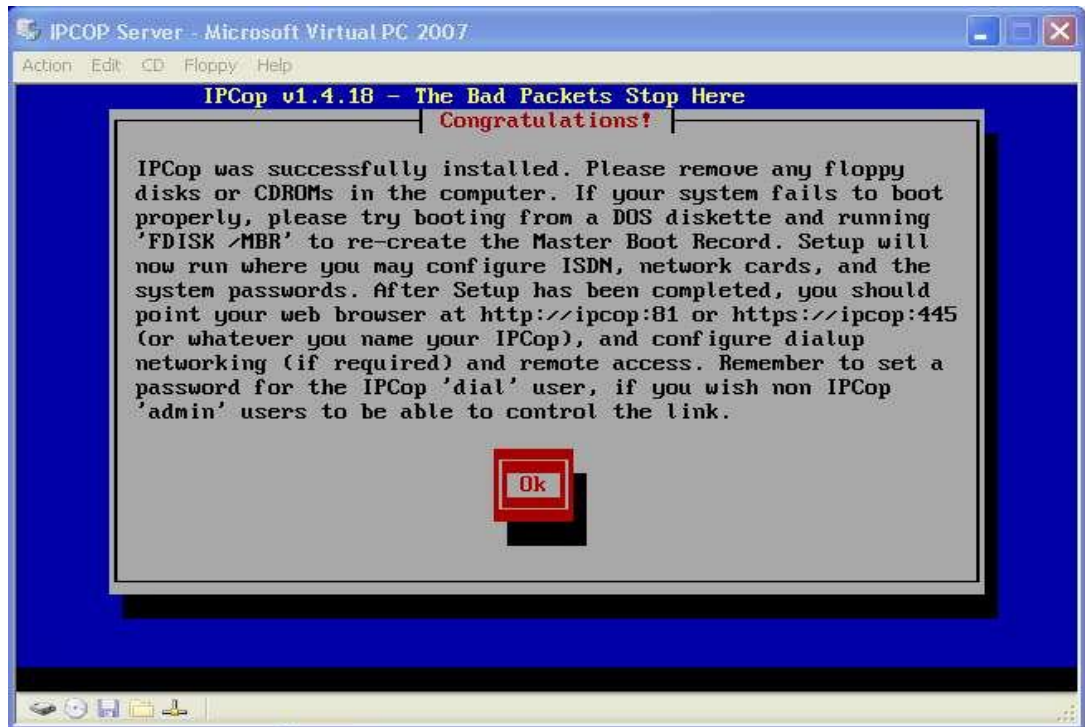 IPCOP Server - Microsoft Virtual PC 2007
Action Edit CD Floppy Help
IPCop v1.4.18 - The Bad Packets Stop Here
Congratulations!
IPCop was successfully installed. Please remove any floppy
disks or CDROMs in the computer. If your system fails to boot
properly, please try booting from a DOS diskette and running
'FDISK /MBR' to re-create the Master Boot Record. Setup will
now run where you may configure ISDN, network cards, and the
system passwords. After Setup has been completed, you should
point your web browser at http://ipcop:81 or https://ipcop:445
(or whatever you name your IPCop), and configure dialup
networking (if required) and remote access. Remember to set a
password for the IPCop 'dial' user, if you wish non IPCop
'admin' users to be able to control the link.
Ok